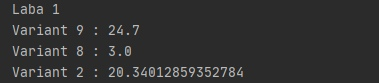 Laba 1
Variant 9 : 24.7
Variant 8 : 3.0
Variant 2 : 20.34012859352784